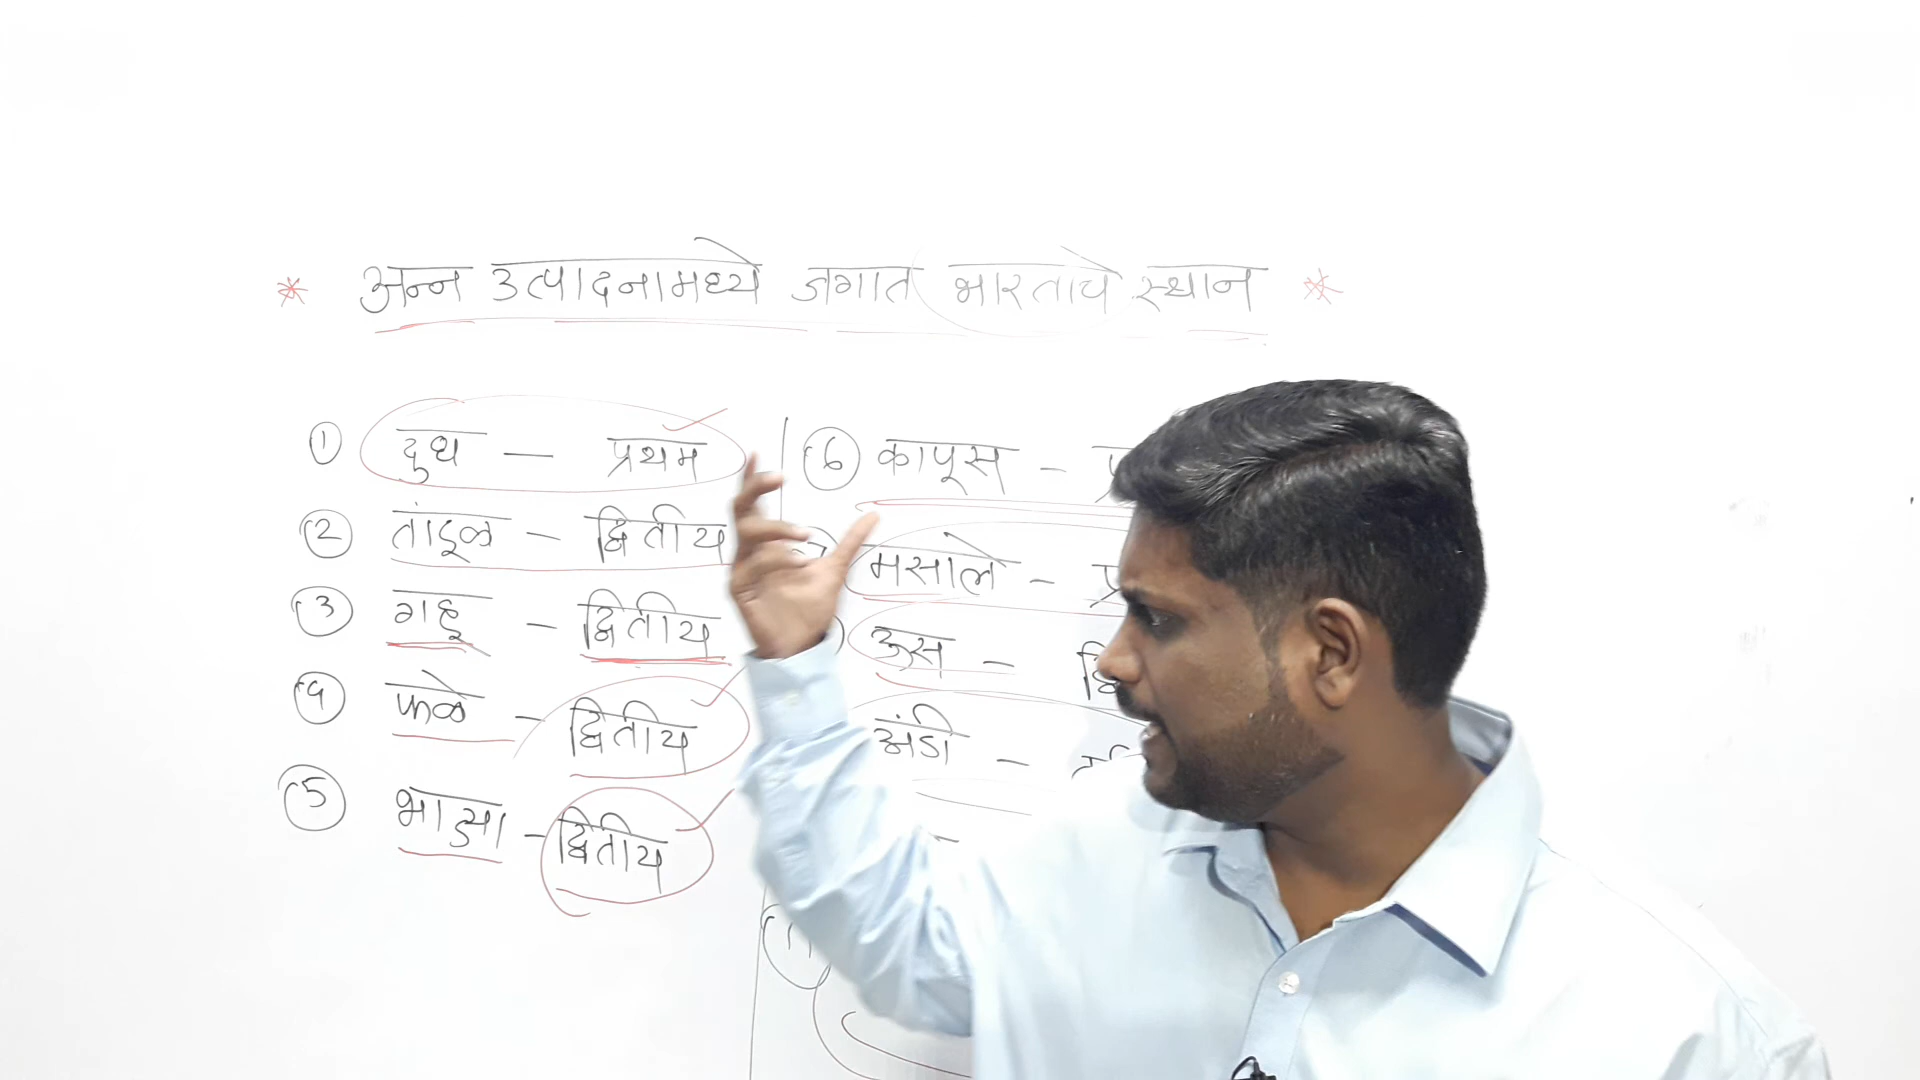 * अन्न उत्पादनामध्ये जगात भारताचे स्थान *
① दुध — प्रथम
② तांदूळ – द्वितीय
③ गहू – द्वितीय
④ फळे – द्वितीय
⑤ भाज्या – द्वितीय
⑥ कापूस –
मसाले –
ऊस –
अंडी –